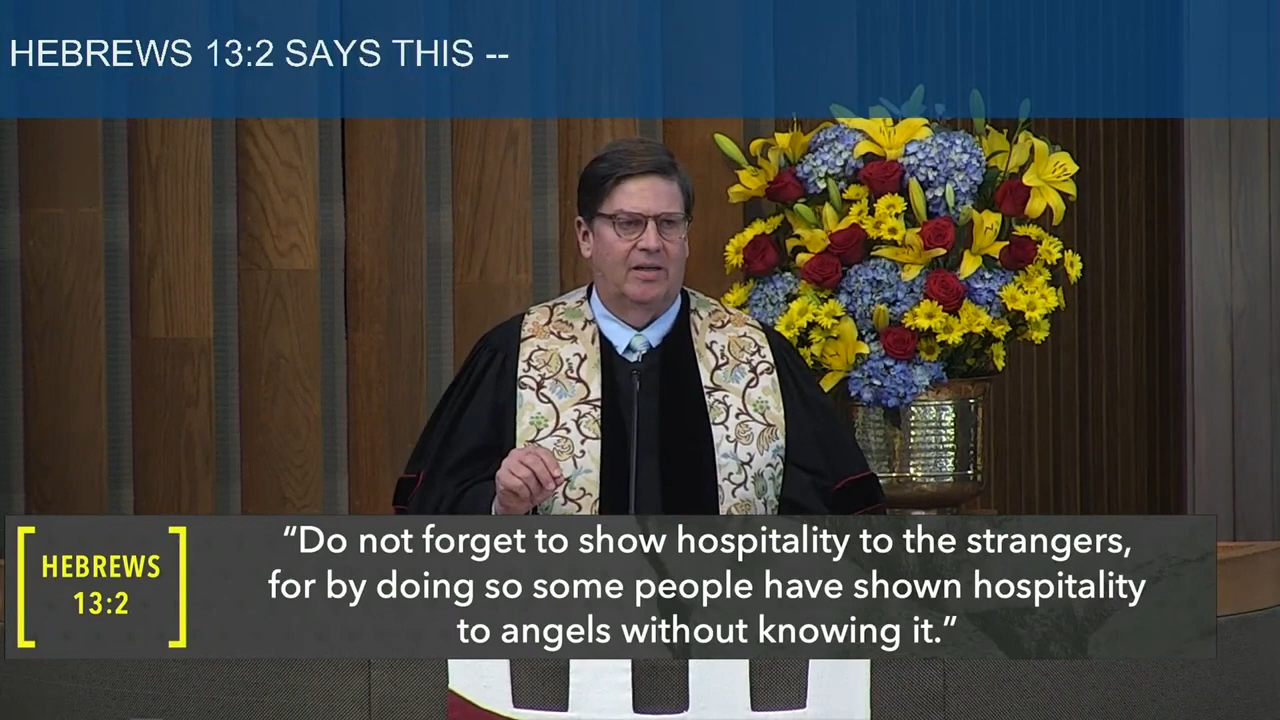 HEBREWS 13:2 SAYS THIS --
HEBREWS
13:2
“Do not forget to show hospitality to the strangers,
for by doing so some people have shown hospitality
to angels without knowing it.”